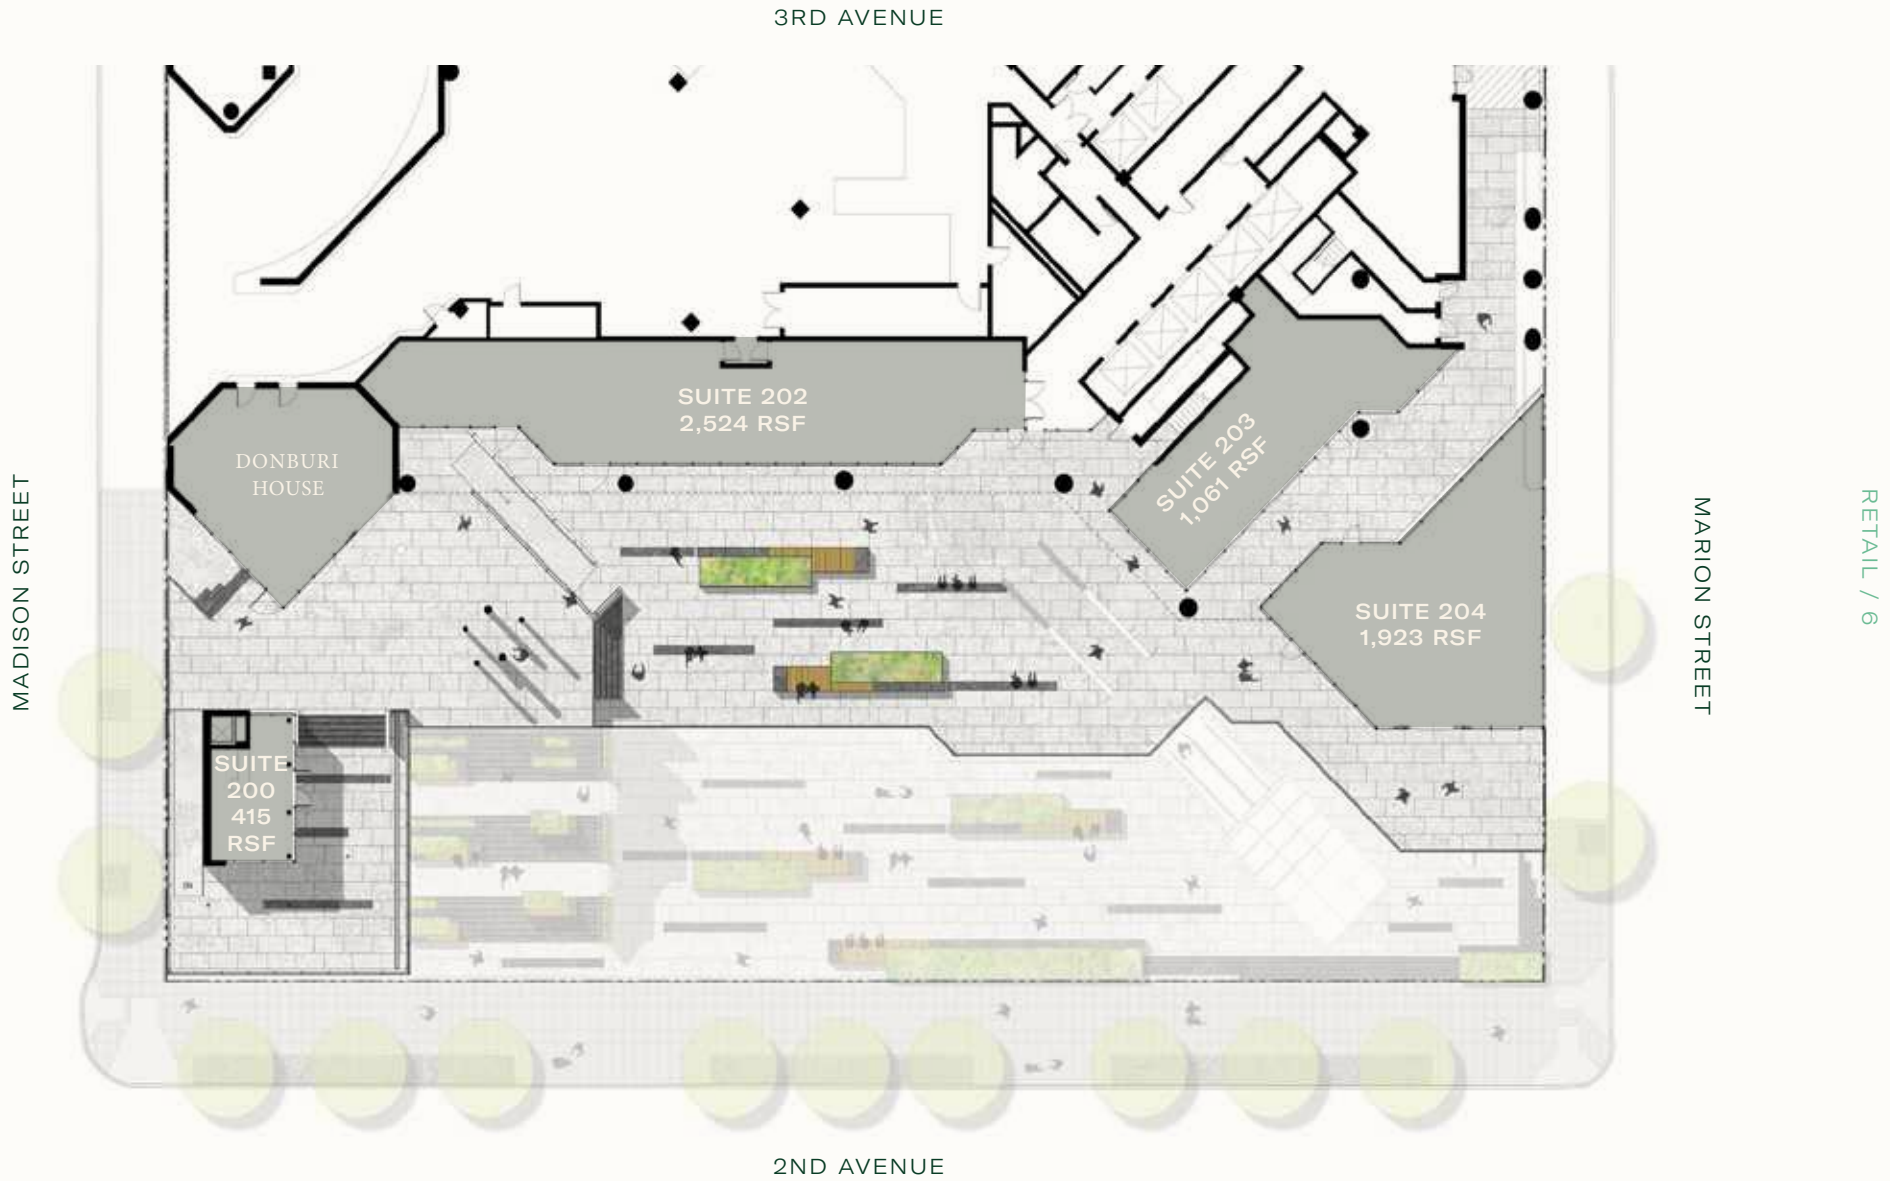 3RD AVENUE
SUITE 202
2,524 RSF
DONBURI
HOUSE
SUITE 203
1,061 RSF
MADISON STREET
MARION STREET
RETAIL / 6
SUITE 204
1,923 RSF
SUITE
200
415
RSF
2ND AVENUE